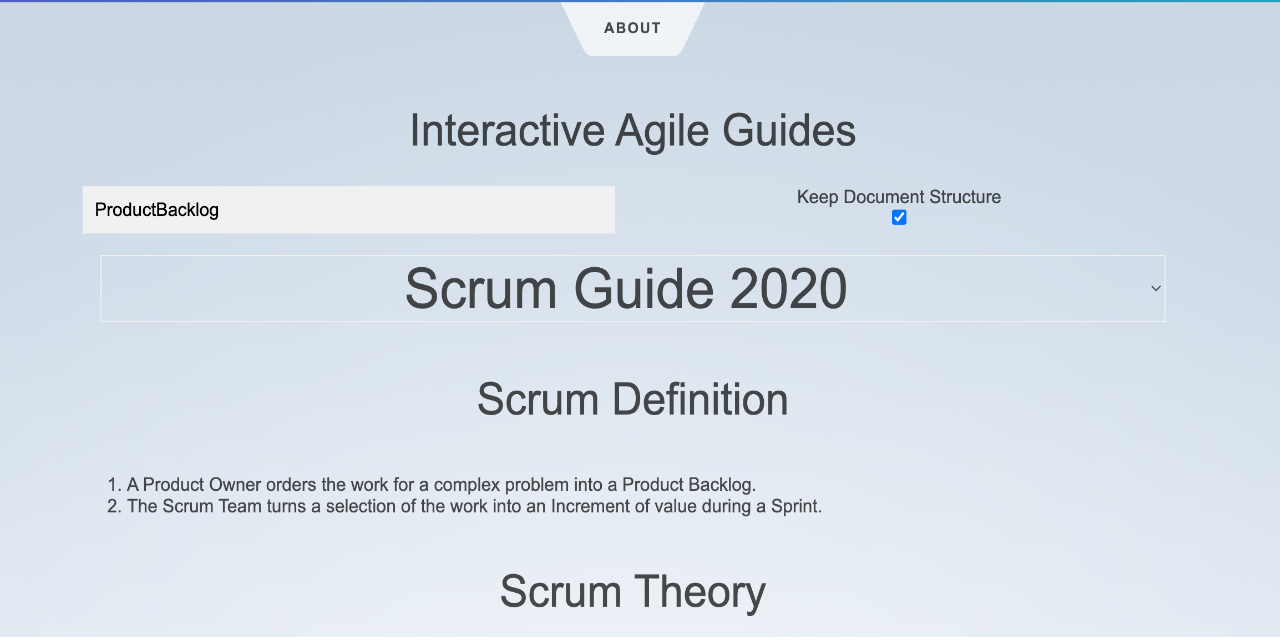 ABOUT
Interactive Agile Guides
ProductBacklog
Keep Document Structure
Scrum Guide 2020
Scrum Definition
1. A Product Owner orders the work for a complex problem into a Product Backlog.
2. The Scrum Team turns a selection of the work into an Increment of value during a Sprint.
Scrum Theory